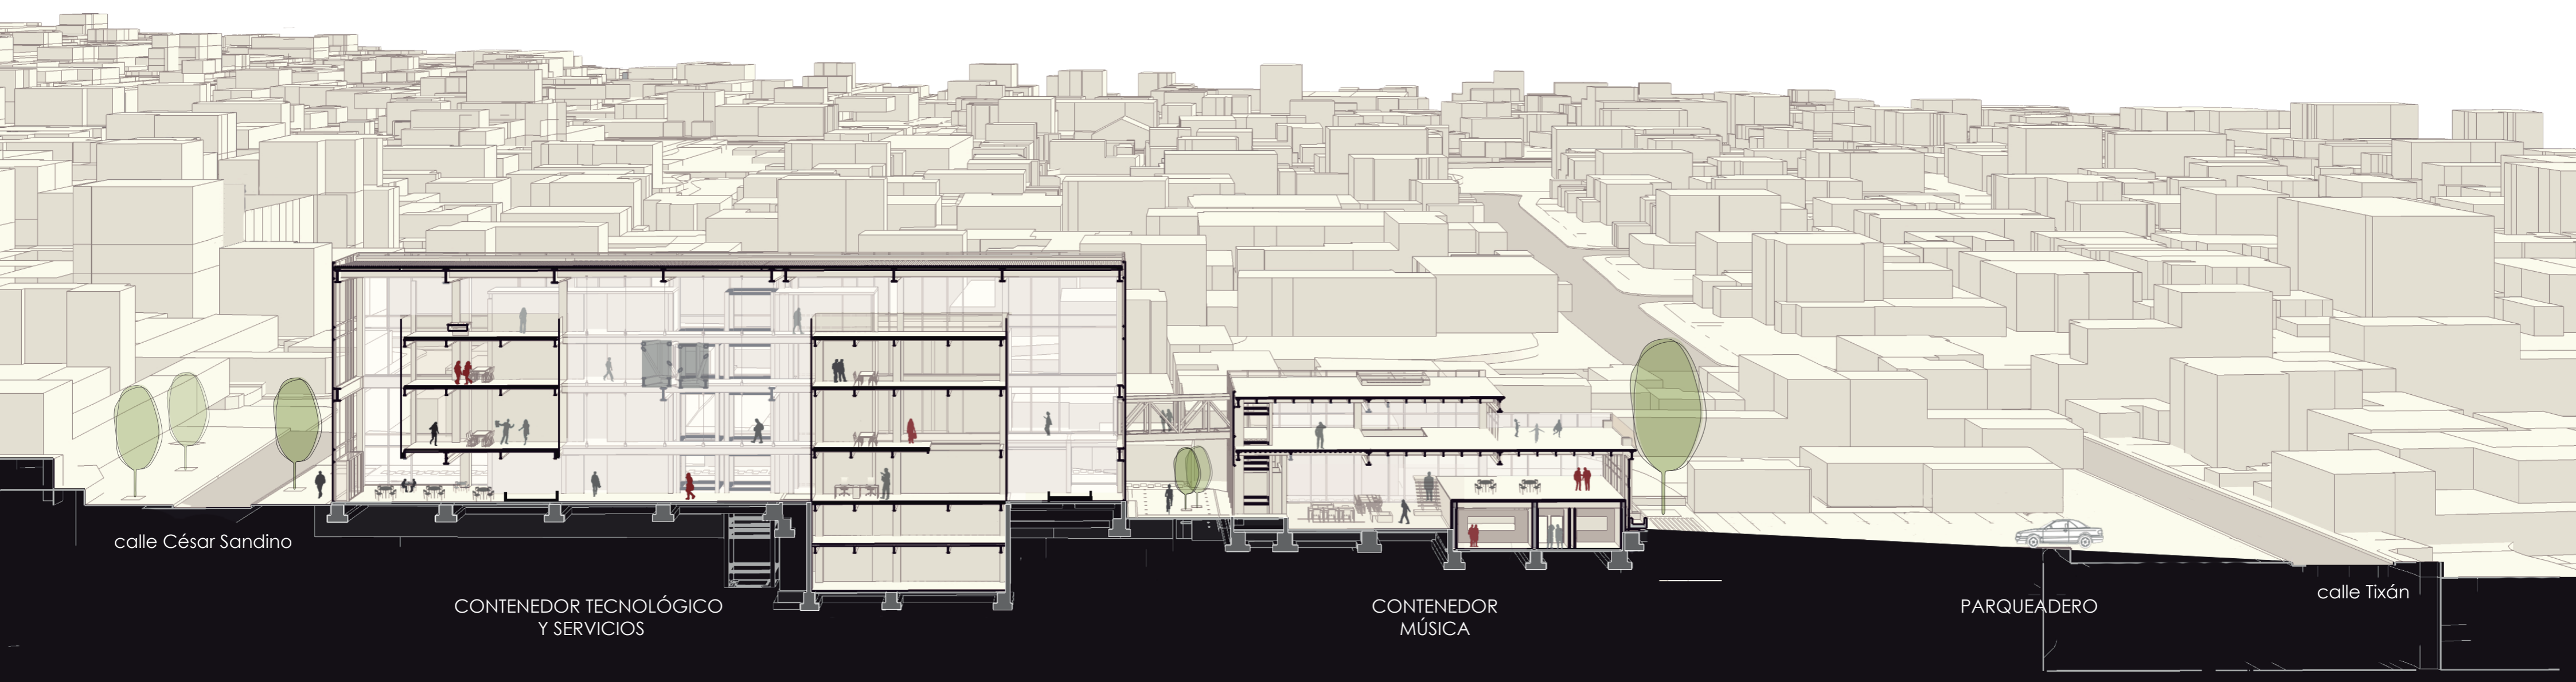 calle César Sandino
CONTENEDOR TECNOLÓGICO
Y SERVICIOS
CONTENEDOR
MÚSICA
PARQUEADERO
calle Tixán